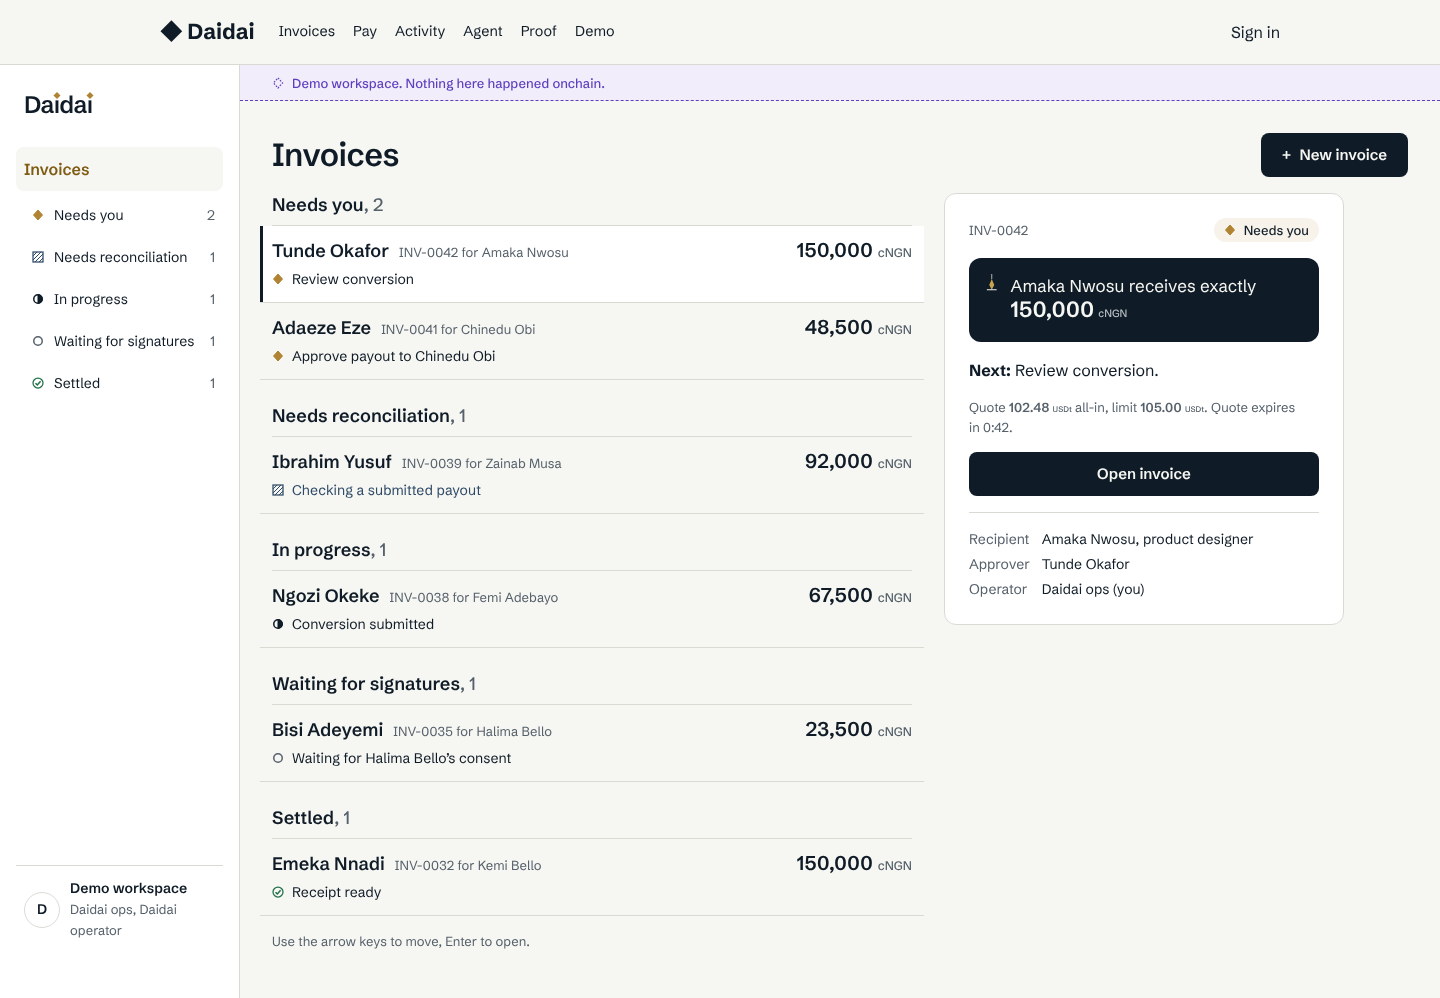 Daidai
Invoices Pay Activity Agent Proof Demo
Sign in
Daidai
Invoices
Needs you 2
Needs reconciliation 1
In progress 1
Waiting for signatures 1
Settled 1
D
Demo workspace
Daidai ops, Daidai
operator
Demo workspace. Nothing here happened onchain.
Invoices
+ New invoice
Needs you, 2
Tunde Okafor INV-0042 for Amaka Nwosu 150,000 cNGN
Review conversion
Adaeze Eze INV-0041 for Chinedu Obi 48,500 cNGN
Approve payout to Chinedu Obi
Needs reconciliation, 1
Ibrahim Yusuf INV-0039 for Zainab Musa 92,000 cNGN
Checking a submitted payout
In progress, 1
Ngozi Okeke INV-0038 for Femi Adebayo 67,500 cNGN
Conversion submitted
Waiting for signatures, 1
Bisi Adeyemi INV-0035 for Halima Bello 23,500 cNGN
Waiting for Halima Bello’s consent
Settled, 1
Emeka Nnadi INV-0032 for Kemi Bello 150,000 cNGN
Receipt ready
Use the arrow keys to move, Enter to open.
INV-0042 Needs you
Amaka Nwosu receives exactly
150,000 cNGN
Next: Review conversion.
Quote 102.48 USDt all-in, limit 105.00 USDt. Quote expires
in 0:42.
Open invoice
Recipient Amaka Nwosu, product designer
Approver Tunde Okafor
Operator Daidai ops (you)